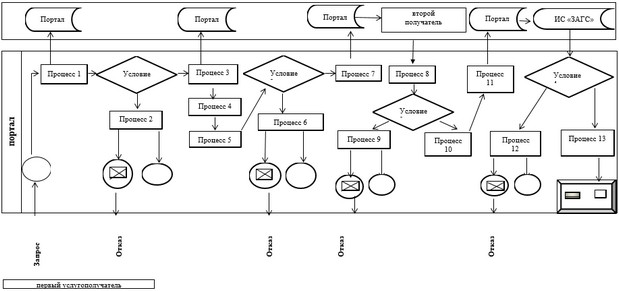 Портал
Портал
Портал
второй
получатель
Портал
ИС «ЗАГС»
портал
Процесс 1
Условие
Процесс 2
Процесс 3
Процесс 4
Процесс 5
Условие
Процесс 6
Процесс 7
Процесс 8
Условие
Процесс 9
Процесс
10
Процесс
11
Условие
Процесс
12
Процесс 13
Запрос
Отказ
Отказ
Отказ
Отказ
первый услугополучатель